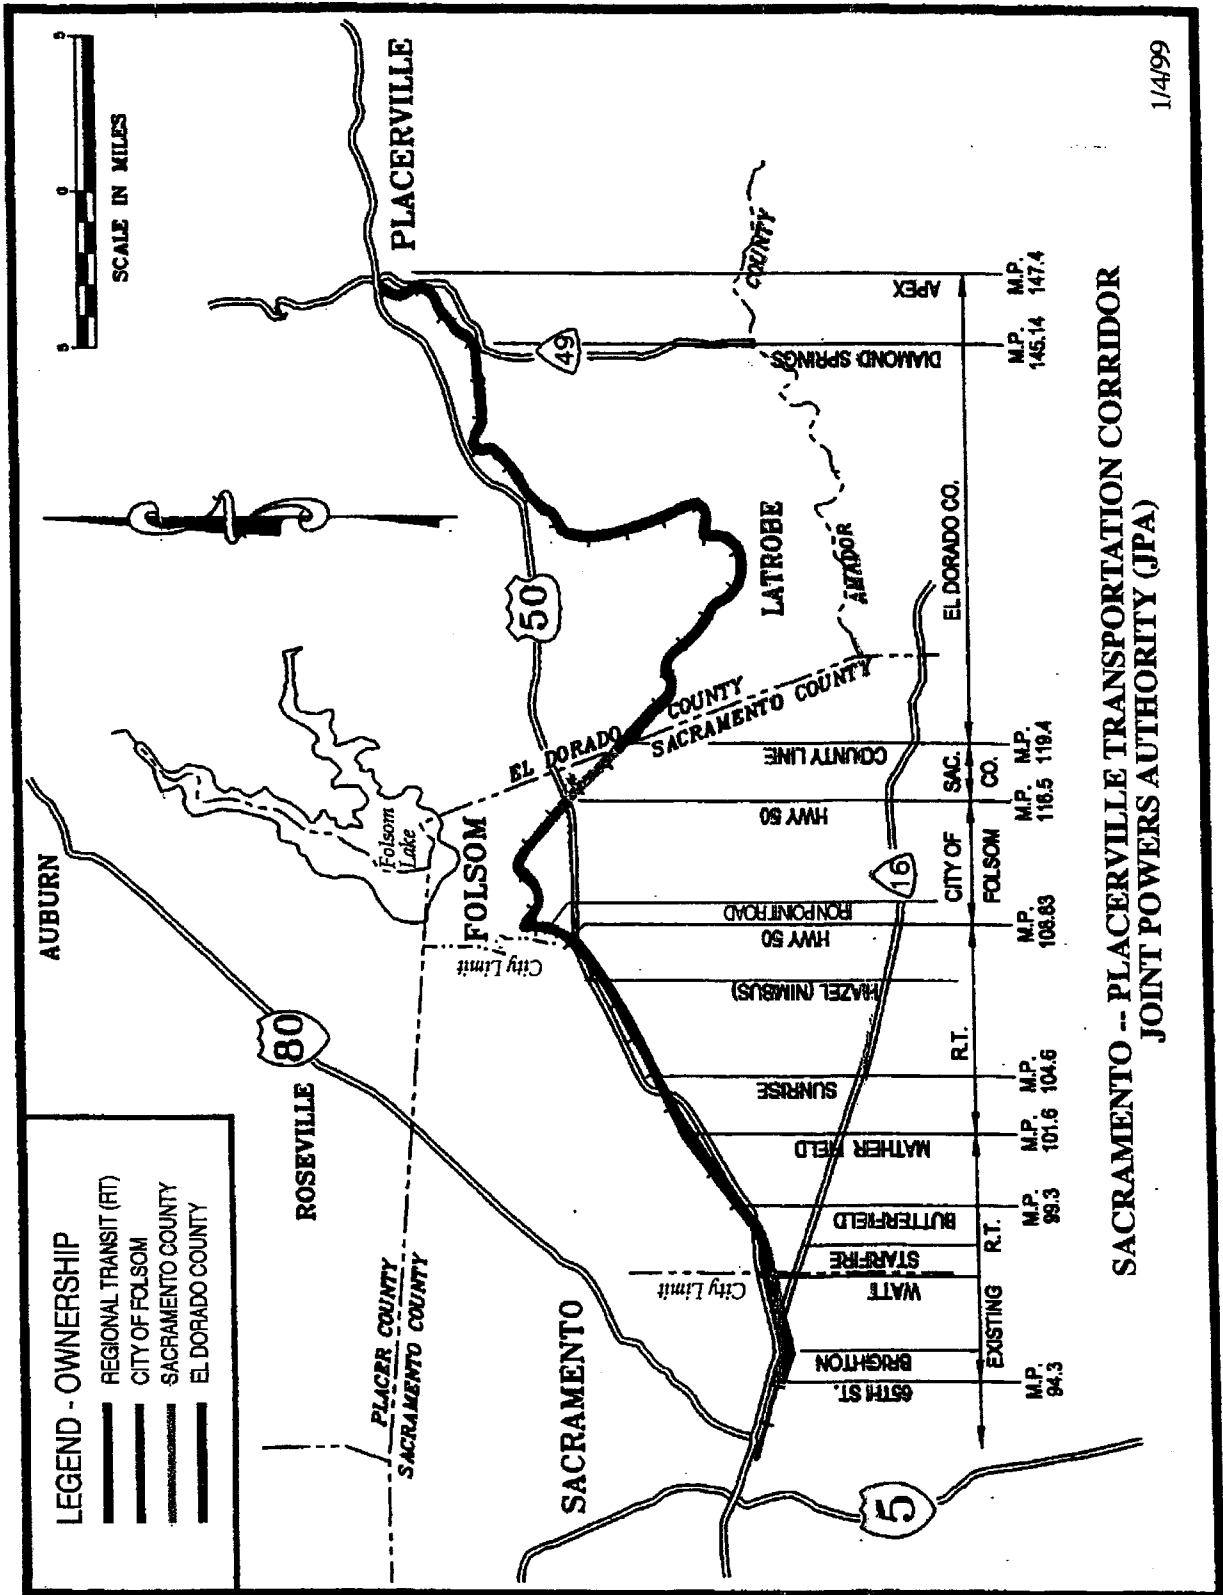 LEGEND - OWNERSHIP
REGIONAL TRANSIT (RT)
CITY OF FOLSOM
SACRAMENTO COUNTY
EL DORADO COUNTY
5 0 5
SCALE IN MILES
AUBURN
80
ROSEVILLE
PLACER COUNTY
SACRAMENTO COUNTY
Folsom
Lake
FOLSOM
City Limit
EL DORADO COUNTY
SACRAMENTO COUNTY
50
PLACERVILLE
49
LATROBE
AMADOR COUNTY
SACRAMENTO
City Limit
5
16
65TH ST.
BRIGHTON
WATT
STARFIRE
BUTTERFIELD
MATHER FIELD
SUNRISE
HAZEL (NIMBUS)
HWY 50
IRON POINT ROAD
HWY 50
COUNTY LINE
DIAMOND SPRINGS
APEX
EXISTING R.T.
R.T.
CITY OF
FOLSOM
SAC.
CO.
EL DORADO CO.
M.P.
94.3
M.P.
99.3
M.P.
101.6
M.P.
104.6
M.P.
108.83
M.P.
116.5
M.P.
119.4
M.P.
145.14
M.P.
147.4
SACRAMENTO -- PLACERVILLE TRANSPORTATION CORRIDOR
JOINT POWERS AUTHORITY (JPA)
1/4/99